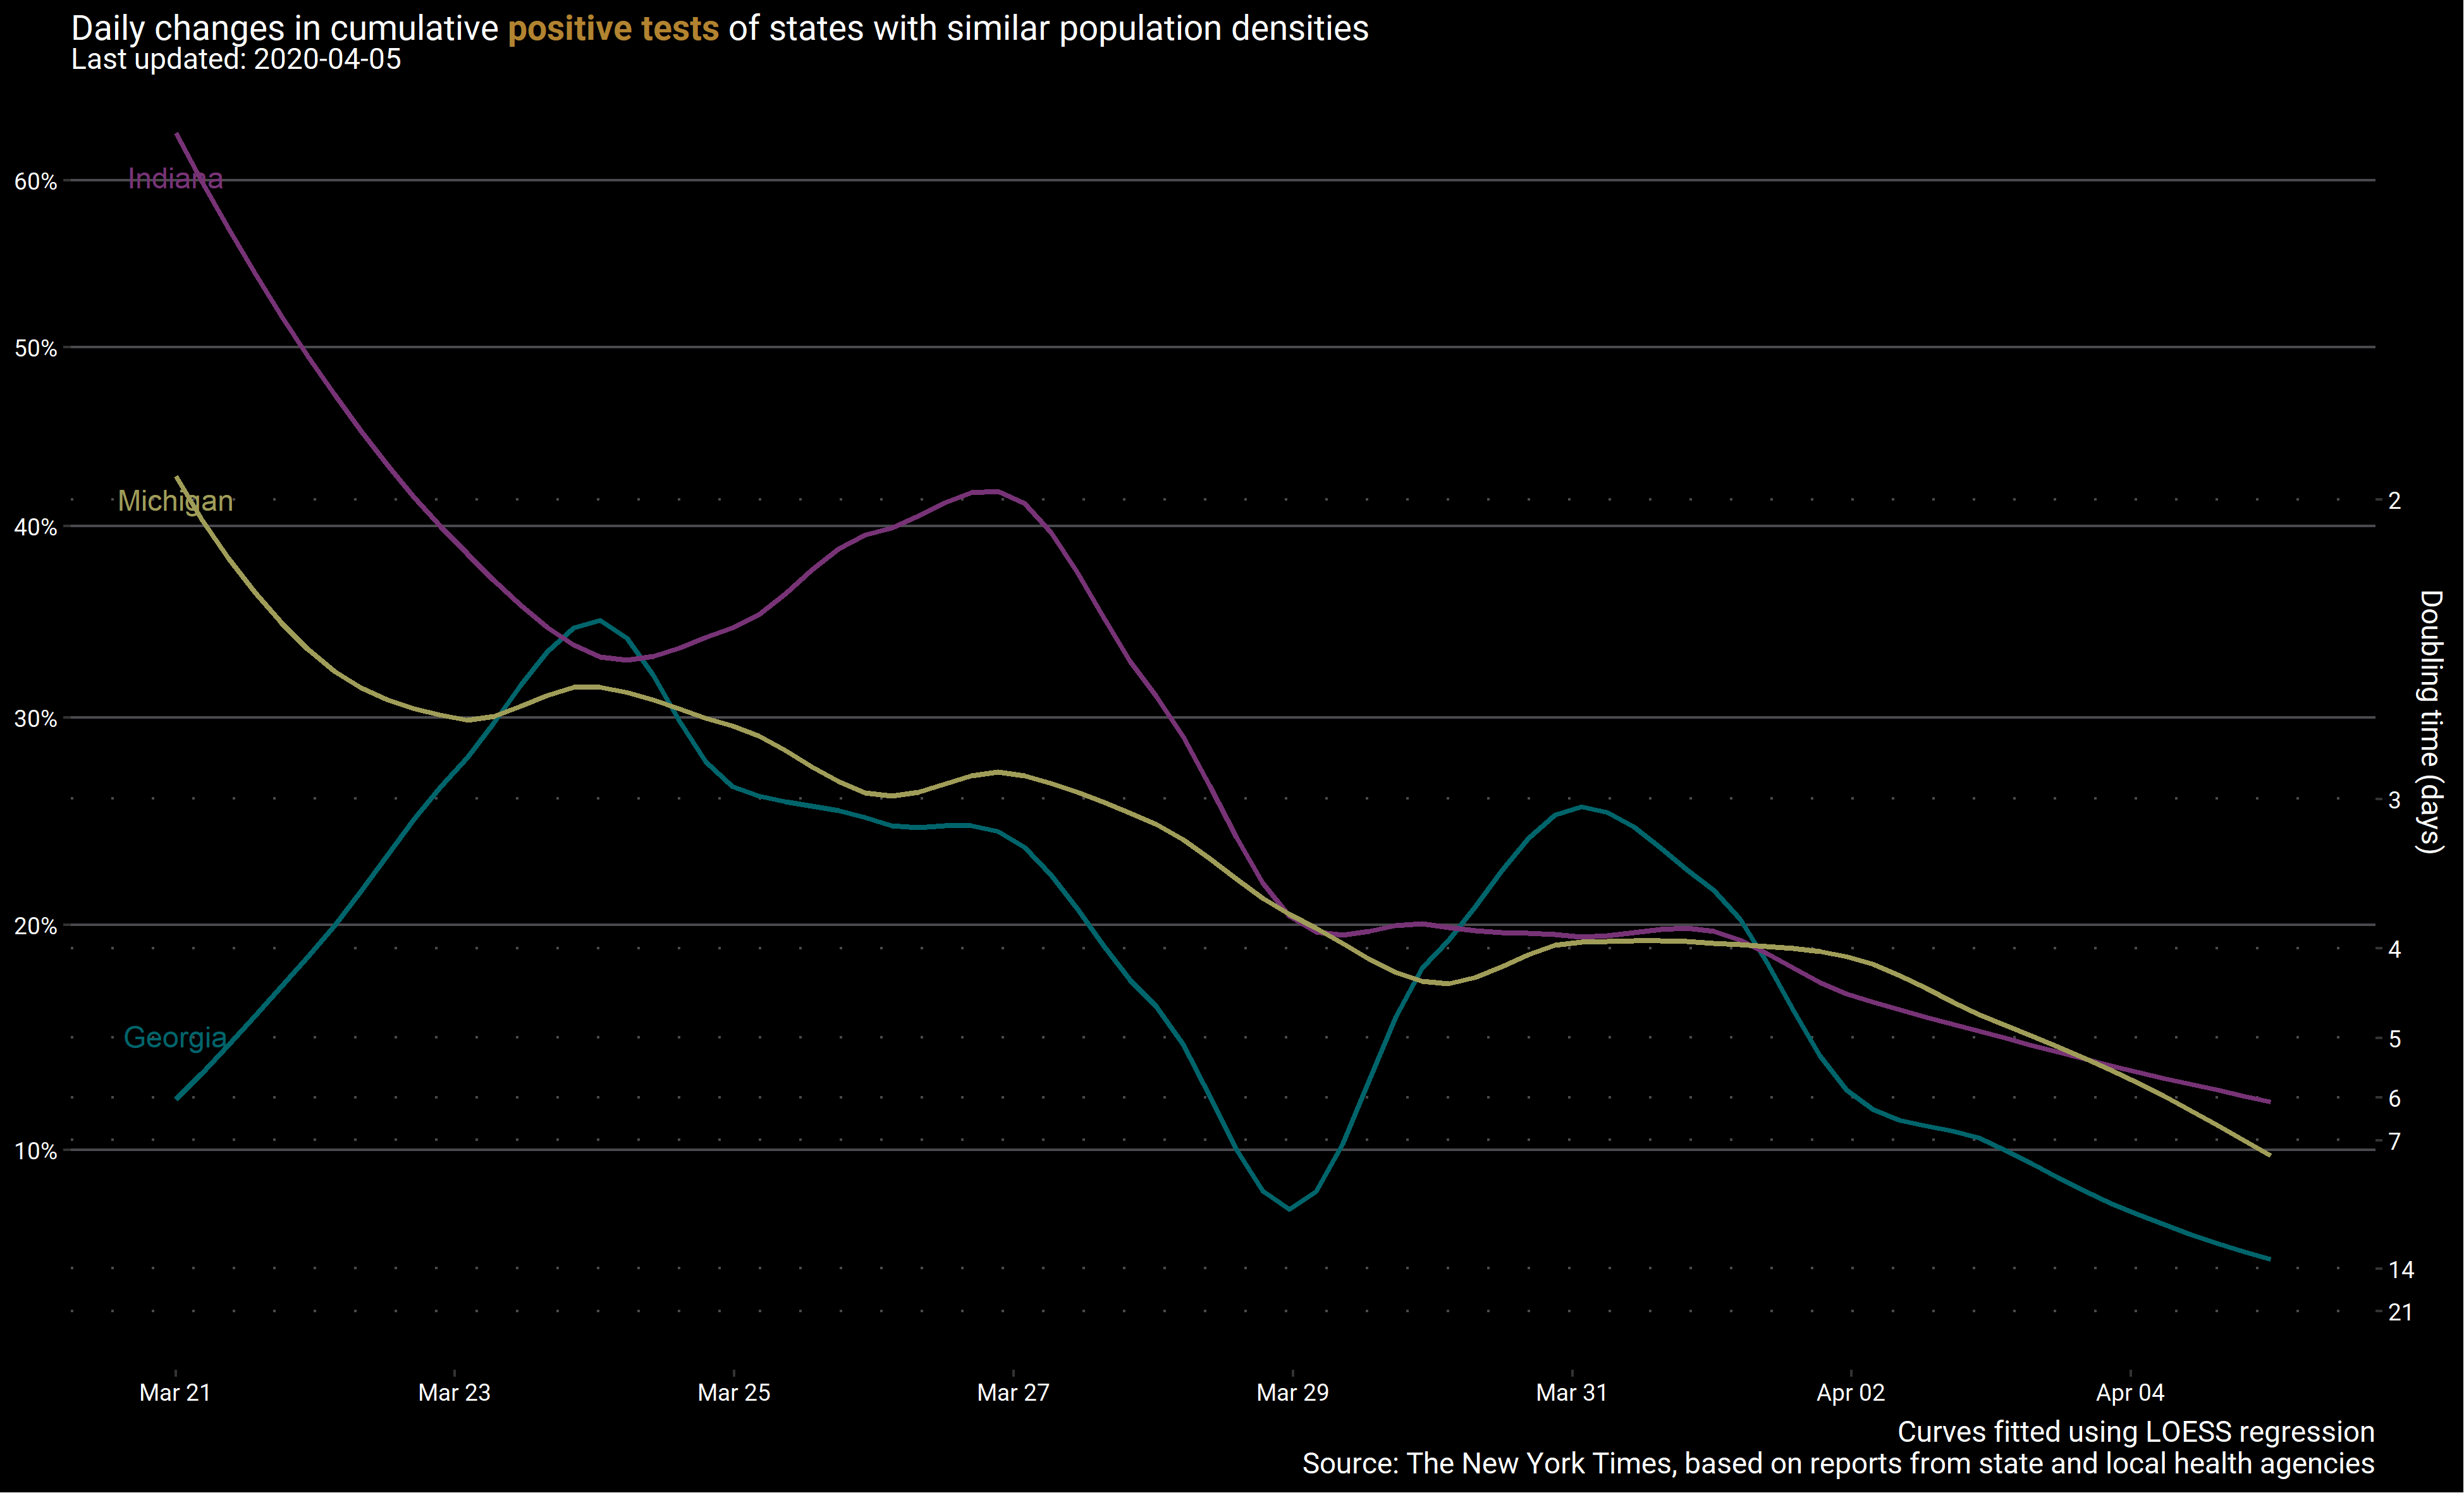 Daily changes in cumulative positive tests of states with similar population densities
Last updated: 2020-04-05
60%
50%
40%
30%
20%
10%
Indiana
Michigan
Georgia
2
3
4
5
6
7
14
21
Doubling time (days)
Mar 21
Mar 23
Mar 25
Mar 27
Mar 29
Mar 31
Apr 02
Apr 04
Curves fitted using LOESS regression
Source: The New York Times, based on reports from state and local health agencies